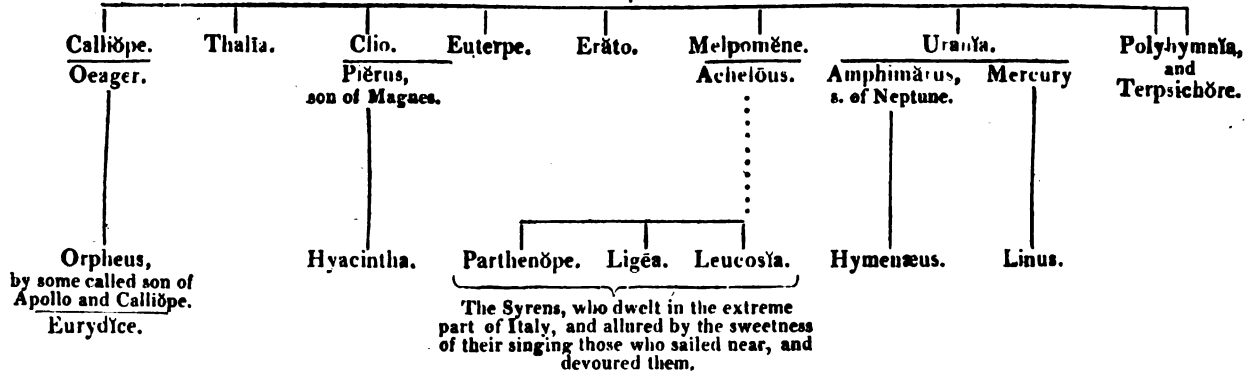 Calliŏpe. Thalīa. Clio. Euterpe. Erăto. Melpomĕne. Uranĭa. Polyhymnĭa,
and
Terpsichŏre.
Oeager. Piĕrus, Achelōus. Amphimărus, Mercury
son of Magnes. s. of Neptune.
Orpheus, Hyacintha. Parthenŏpe. Ligēa. Leucosĭa. Hymenæus. Linus.
by some called son of
Apollo and Calliŏpe.
Eurydĭce.
The Syrens, who dwelt in the extreme
part of Italy, and allured by the sweetness
of their singing those who sailed near, and
devoured them.